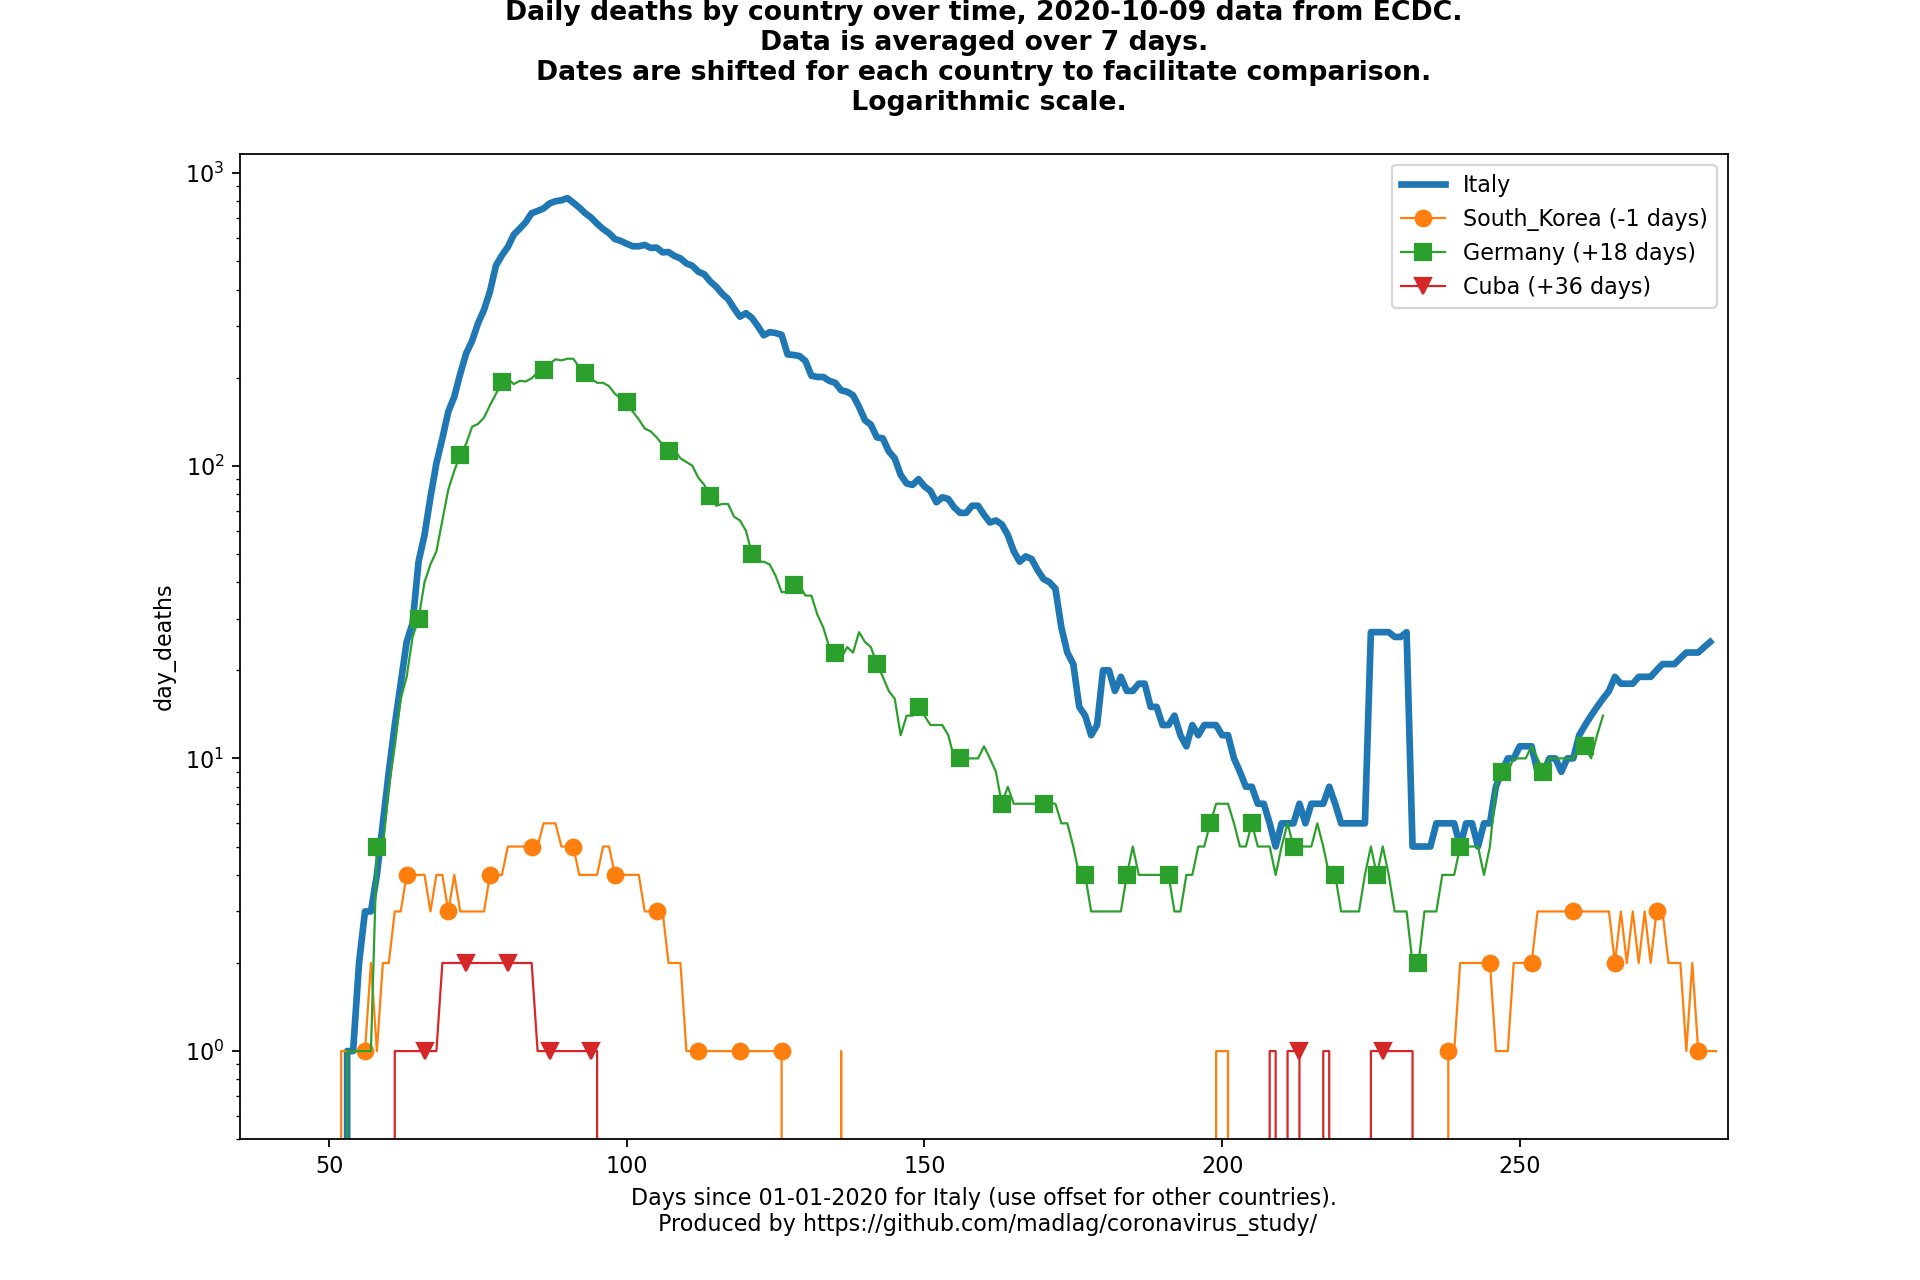 Daily deaths by country over time, 2020-10-09 data from ECDC.
Data is averaged over 7 days.
Dates are shifted for each country to facilitate comparison.
Logarithmic scale.
10³
10²
10¹
10⁰
day_deaths
Italy
South_Korea (-1 days)
Germany (+18 days)
Cuba (+36 days)
50 100 150 200 250
Days since 01-01-2020 for Italy (use offset for other countries).
Produced by https://github.com/madlag/coronavirus_study/